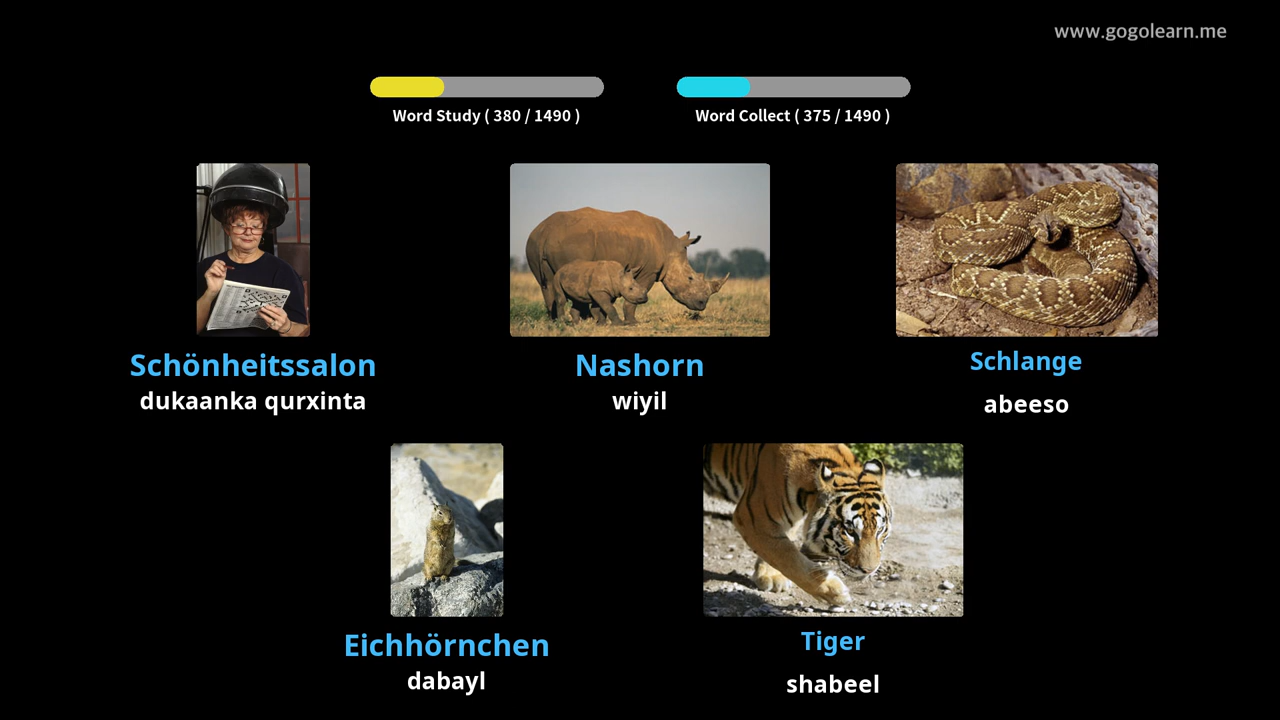 www.gogolearn.me
Word Study ( 380 / 1490 )
Word Collect ( 375 / 1490 )
Schönheitssalon
dukaanka qurxinta
Nashorn
wiyil
Schlange
abeeso
Eichhörnchen
dabayl
Tiger
shabeel